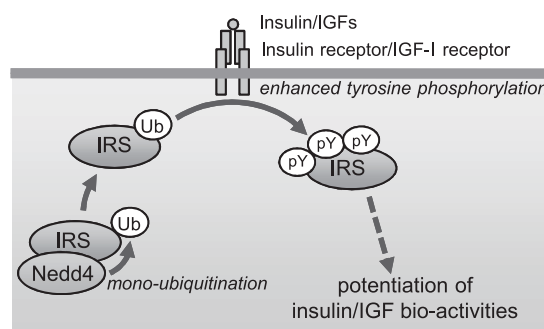 Insulin/IGFs
Insulin receptor/IGF-I receptor
enhanced tyrosine phosphorylation
Ub
IRS
pY
pY
pY
IRS
Ub
IRS
Nedd4
mono-ubiquitination
potentiation of
insulin/IGF bio-activities